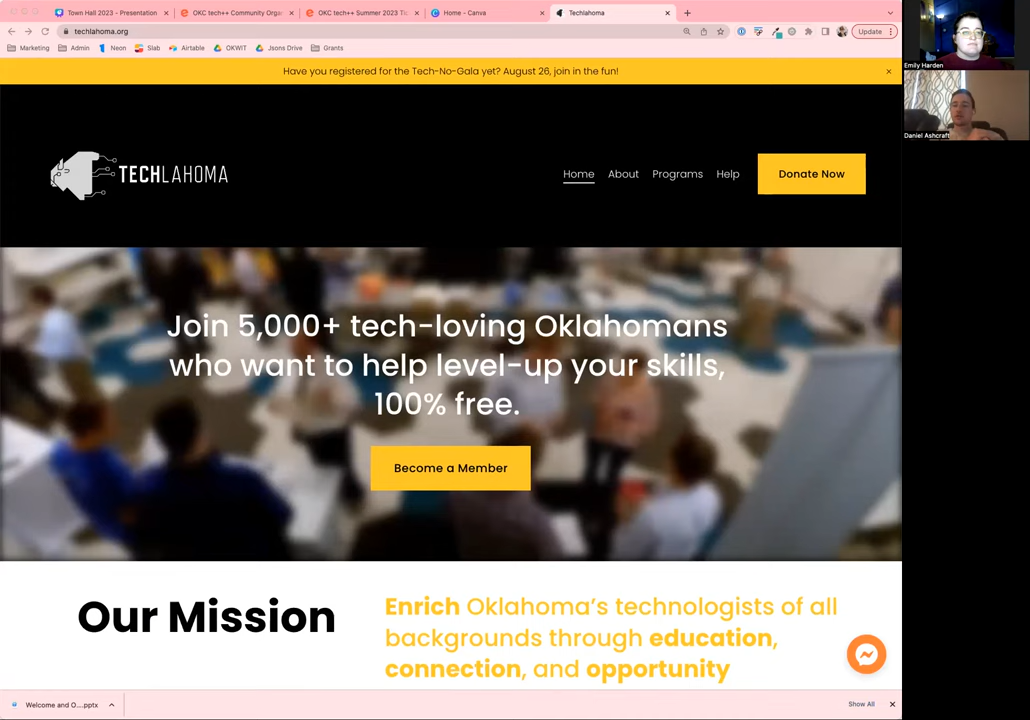 Town Hall 2023 - Presentation
OKC tech++ Community Organ
OKC tech++ Summer 2023 Tic
Home - Canva
Techlahoma
techlahoma.org
Update
Marketing
Admin
Neon
Slab
Airtable
OKWIT
Jsons Drive
Grants
Have you registered for the Tech-No-Gala yet? August 26, join in the fun!
TECHLAHOMA
Home
About
Programs
Help
Donate Now
Join 5,000+ tech-loving Oklahomans
who want to help level-up your skills,
100% free.
Become a Member
Our Mission
Enrich Oklahoma's technologists of all
backgrounds through education,
connection, and opportunity
Welcome and O....pptx
Show All
Emily Harden
Daniel Ashcraft